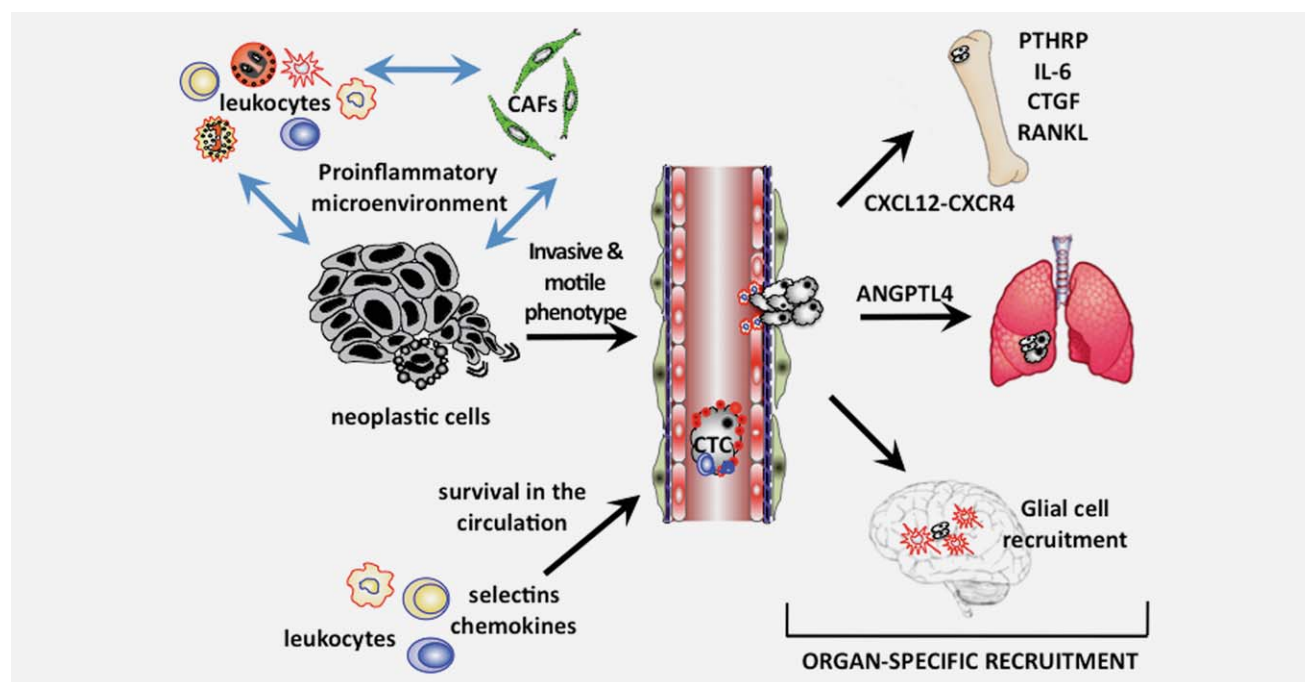 leukocytes
CAFs
Proinflammatory
microenvironment
neoplastic cells
Invasive &
motile
phenotype
survival in the
circulation
leukocytes
selectins
chemokines
CTC
PTHRP
IL-6
CTGF
RANKL
CXCL12-CXCR4
ANGPTL4
Glial cell
recruitment
ORGAN-SPECIFIC RECRUITMENT